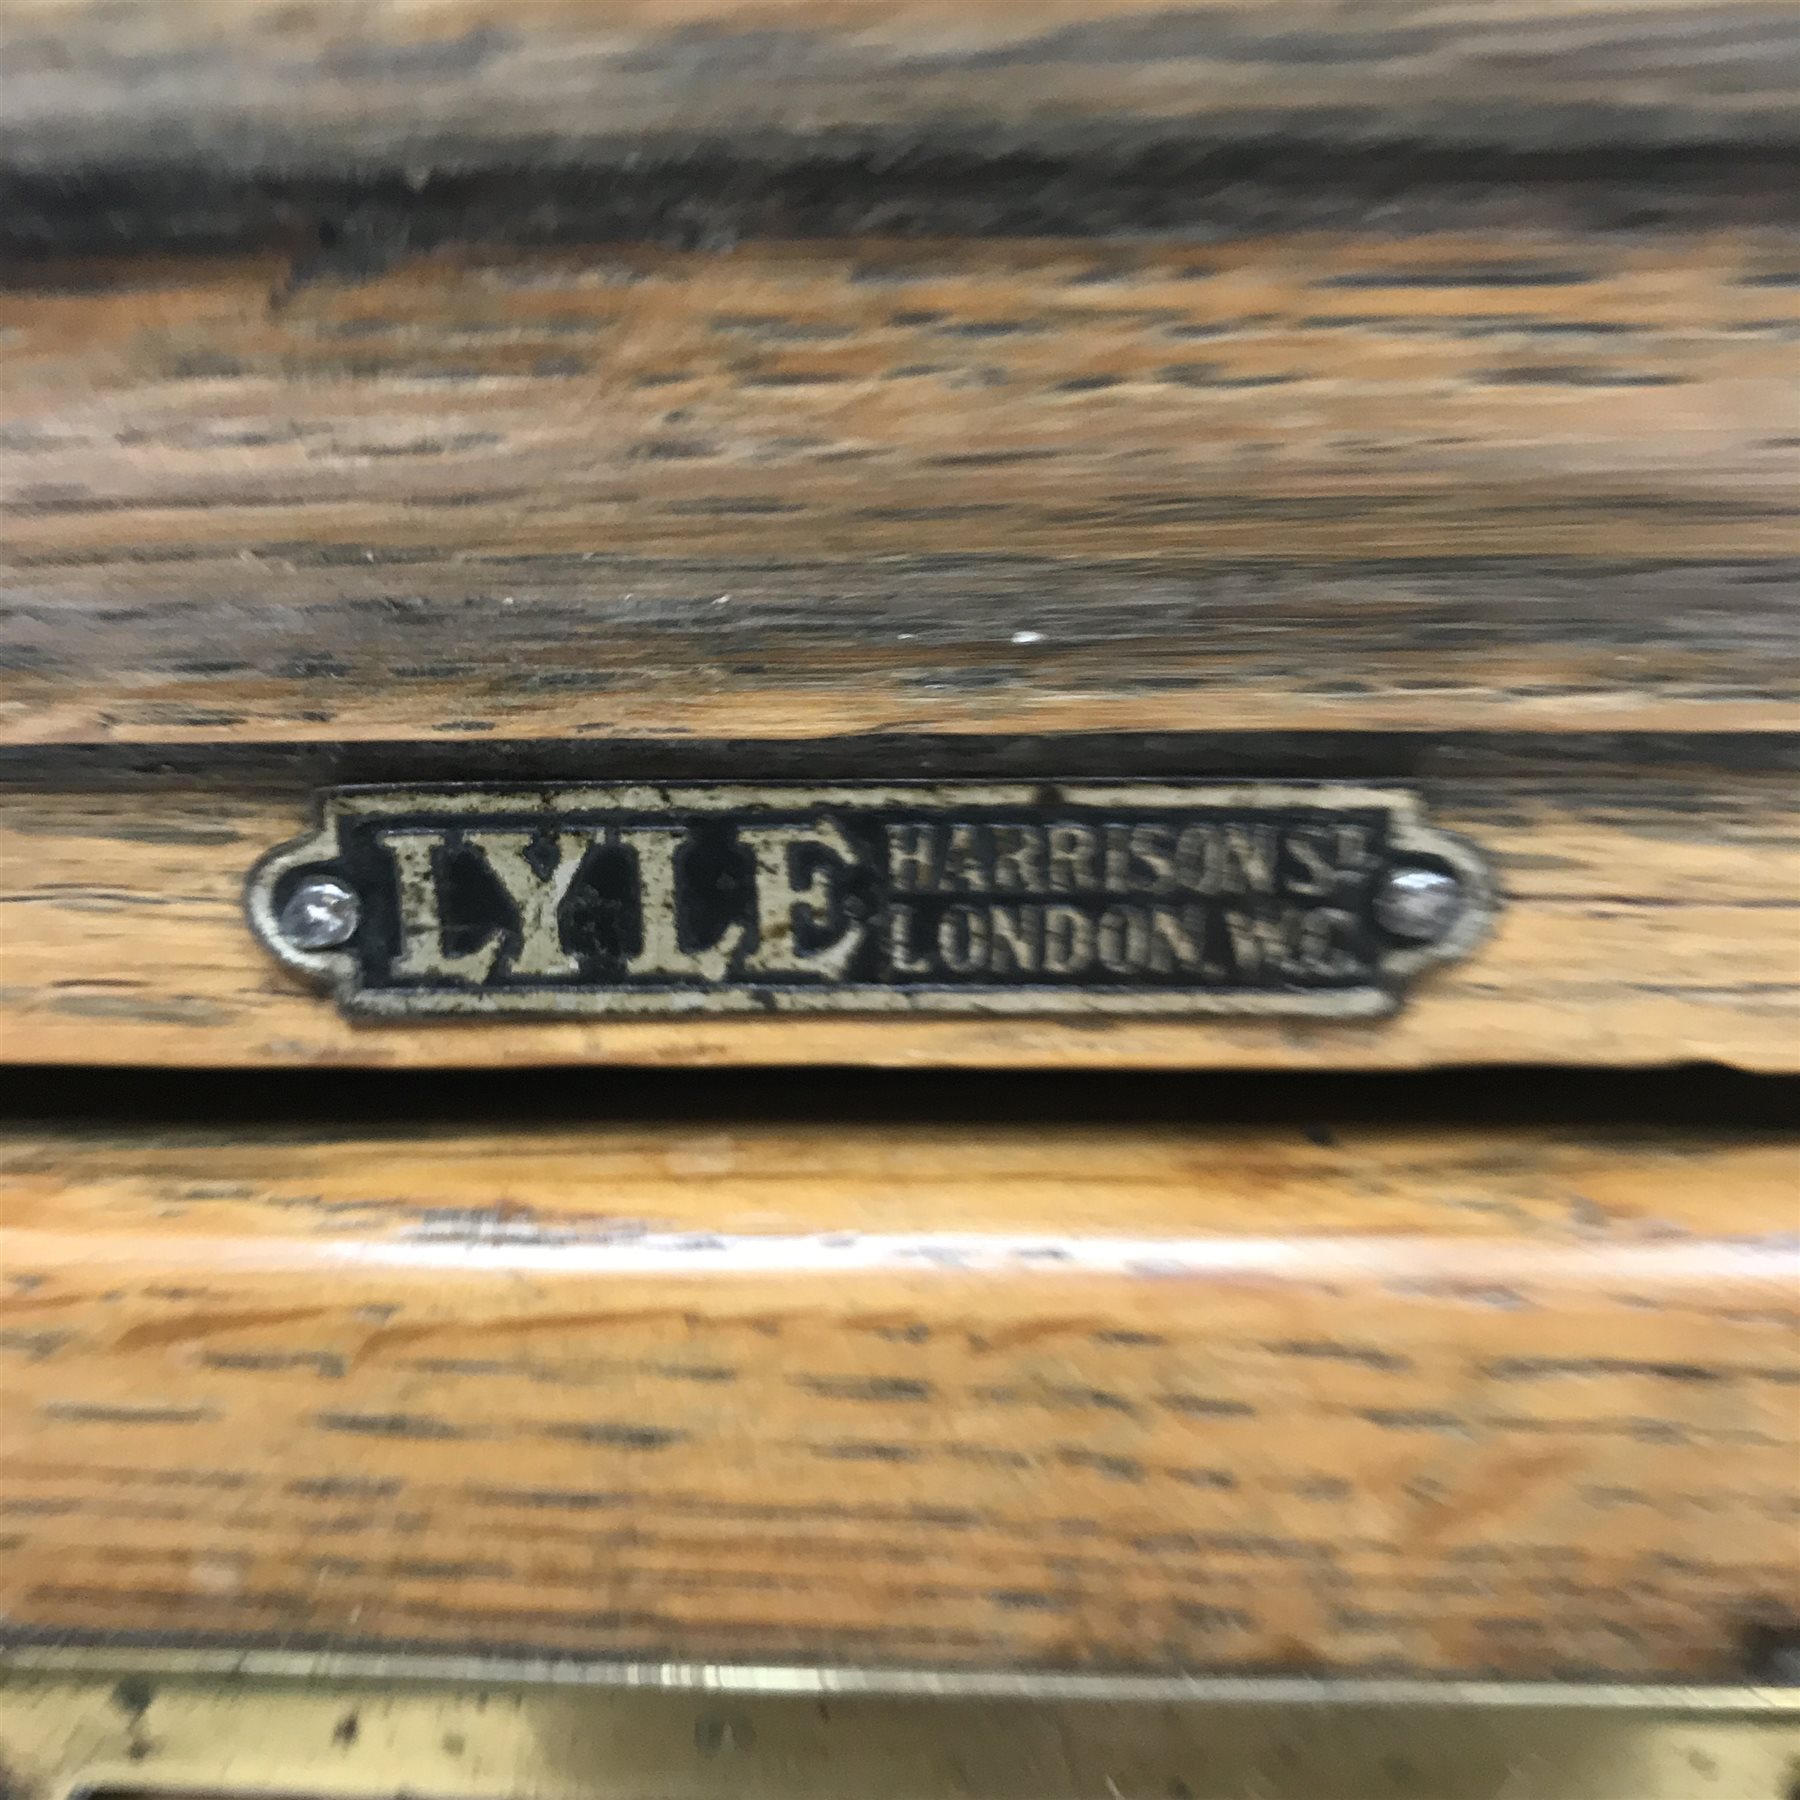 LYLE
HARRISON ST.
LONDON. W.C.